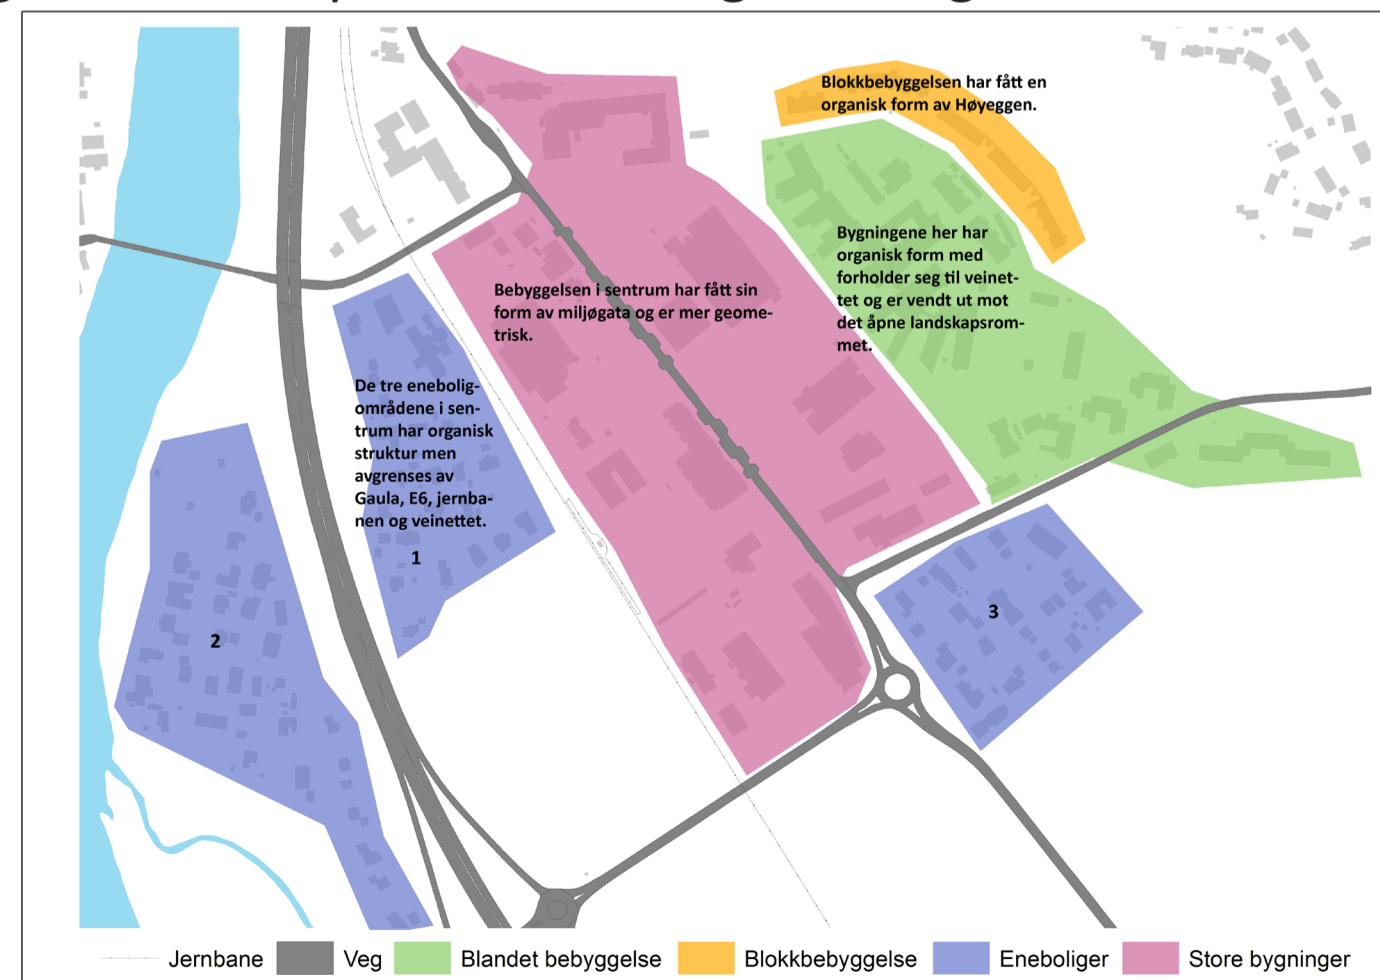 Blokkbebyggelsen har fått en
organisk form av Høyeggen.
Bygningene her har
organisk form med
forholder seg til veinet-
tet og er vendt ut mot
det åpne landskapsrom-
met.
Bebyggelsen i sentrum har fått sin
form av miljøgata og er mer geome-
trisk.
De tre enebolig-
områdene i sen-
trum har organisk
struktur men
avgrenses av
Gaula, E6, jernba-
nen og veinettet.
1
2
3
Jernbane
Veg
Blandet bebyggelse
Blokkbebyggelse
Eneboliger
Store bygninger